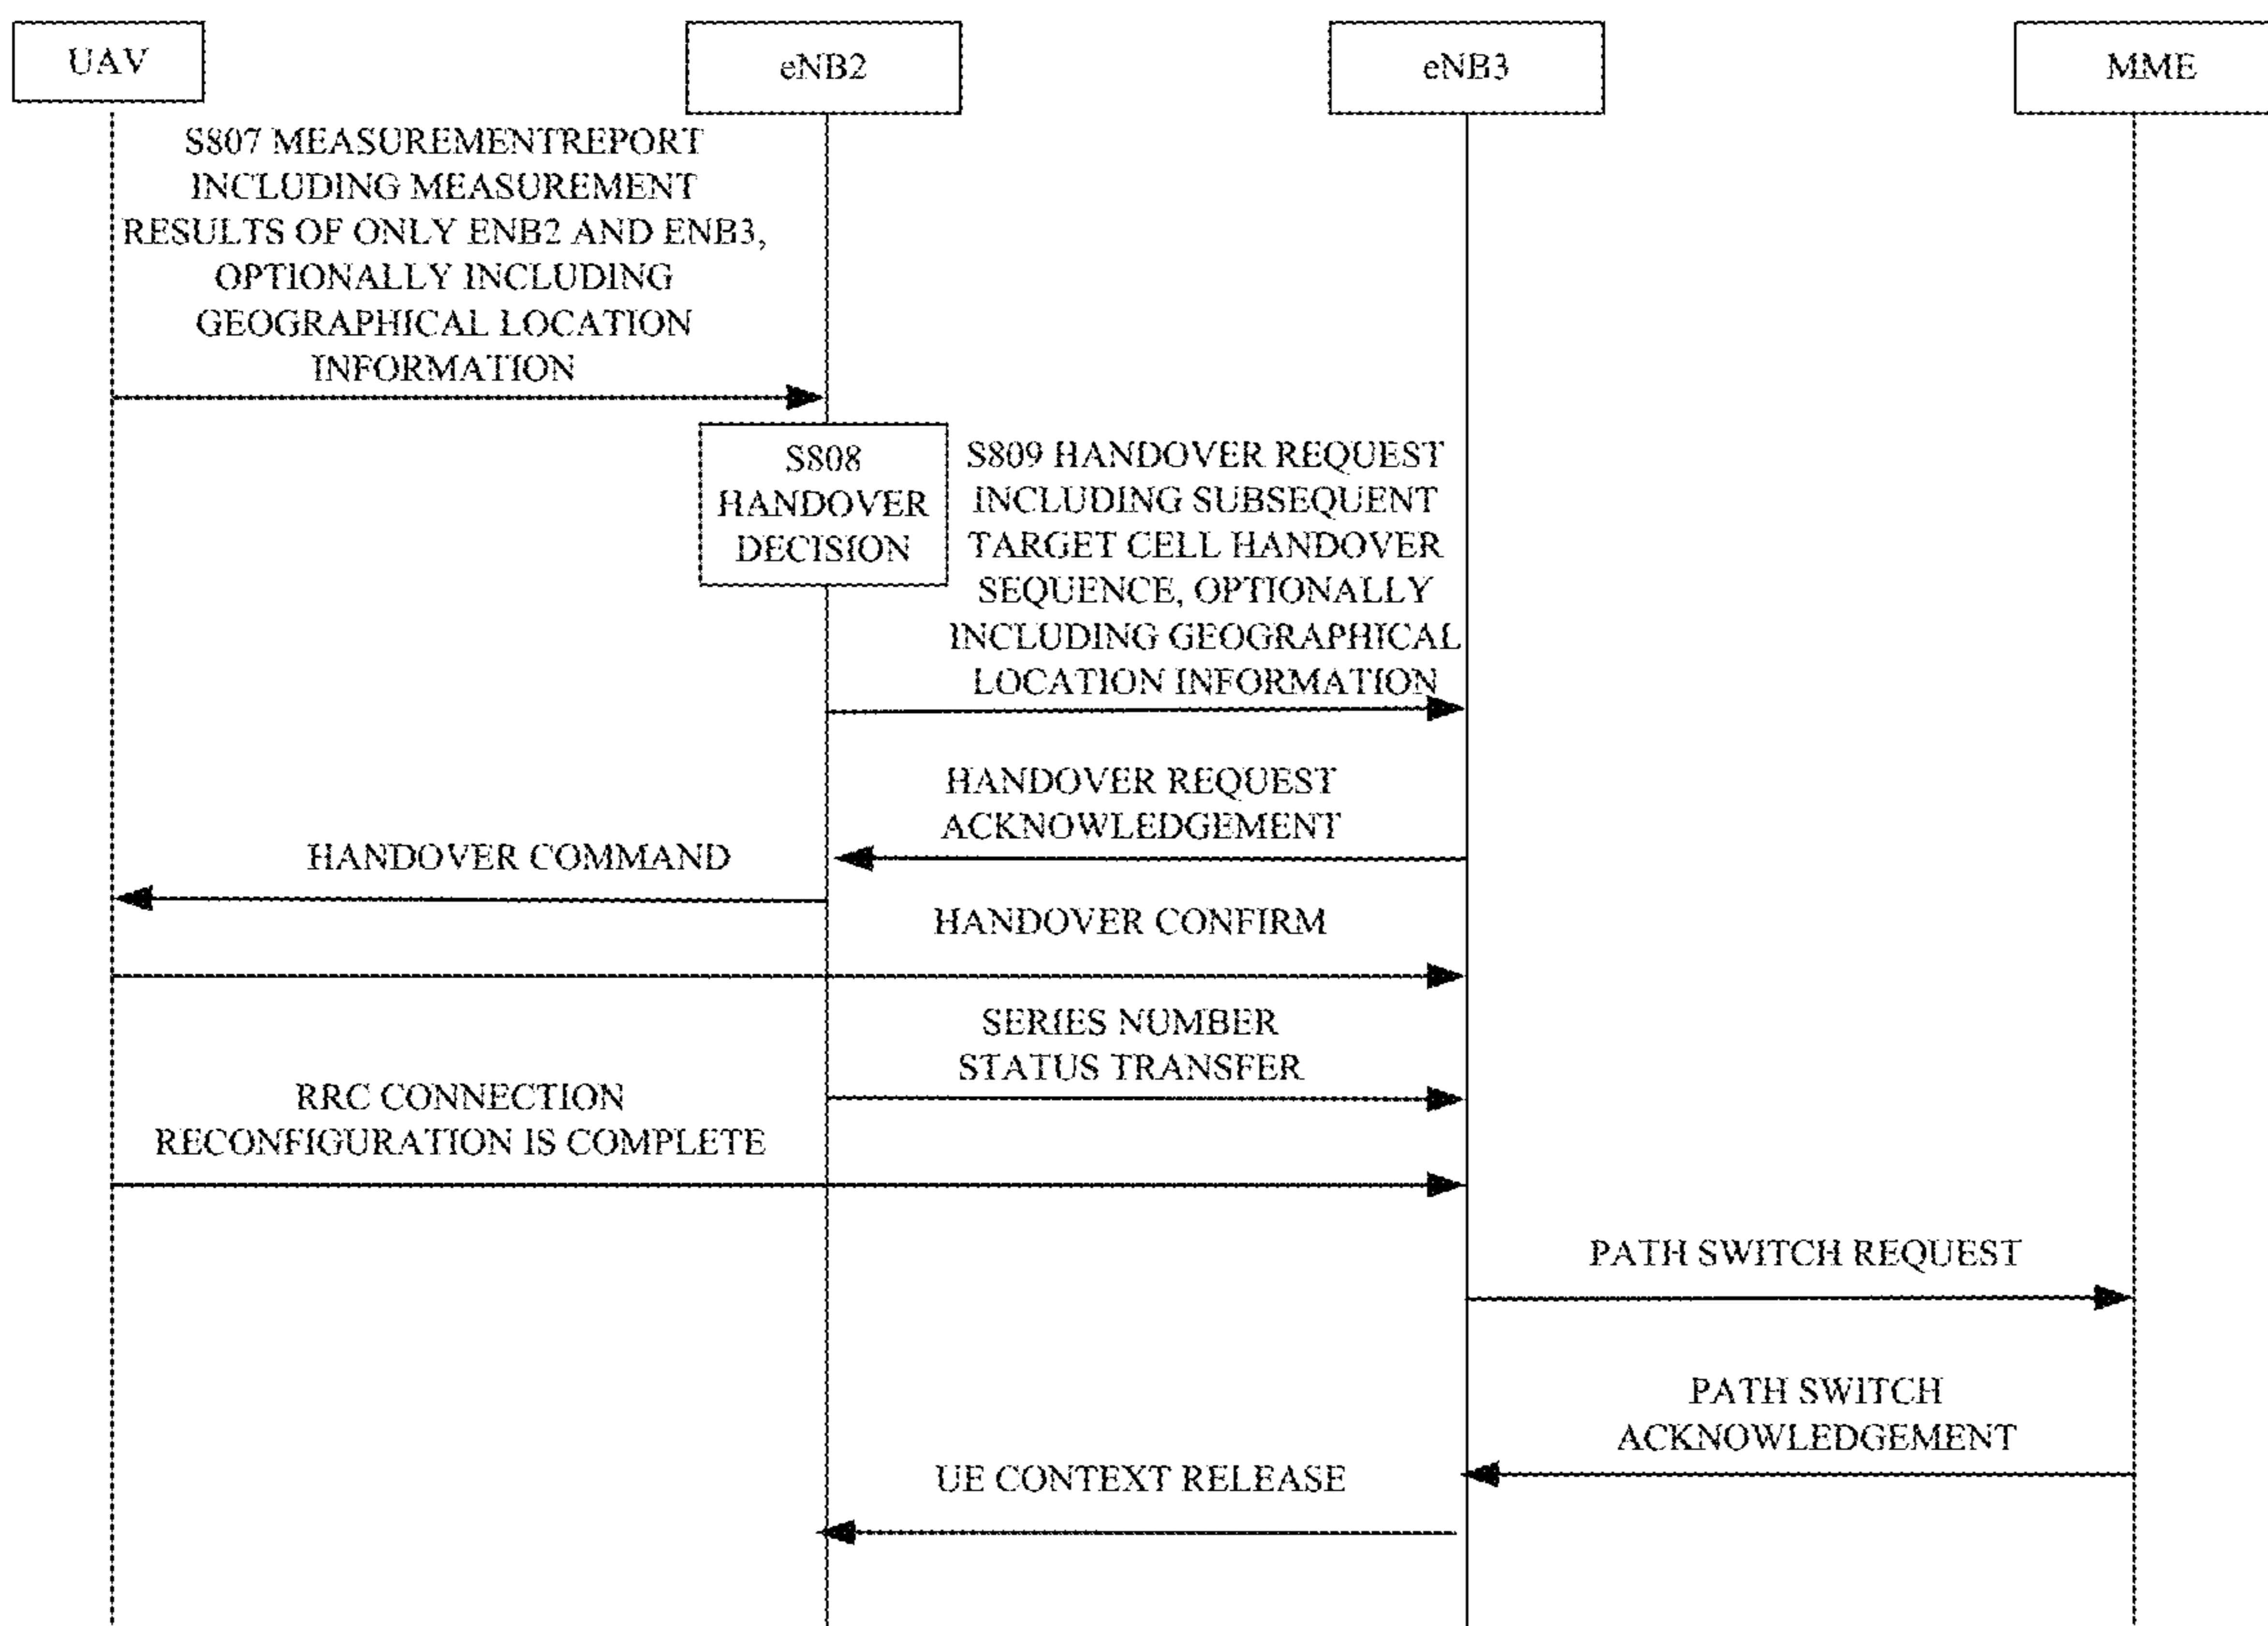 UAV
eNB2
eNB3
MME
S807 MEASUREMENTREPORT
INCLUDING MEASUREMENT
RESULTS OF ONLY ENB2 AND ENB3,
OPTIONALLY INCLUDING
GEOGRAPHICAL LOCATION
INFORMATION
S808
HANDOVER
DECISION
S809 HANDOVER REQUEST
INCLUDING SUBSEQUENT
TARGET CELL HANDOVER
SEQUENCE, OPTIONALLY
INCLUDING GEOGRAPHICAL
LOCATION INFORMATION
HANDOVER REQUEST
ACKNOWLEDGEMENT
HANDOVER COMMAND
HANDOVER CONFIRM
SERIES NUMBER
STATUS TRANSFER
RRC CONNECTION
RECONFIGURATION IS COMPLETE
PATH SWITCH REQUEST
PATH SWITCH
ACKNOWLEDGEMENT
UE CONTEXT RELEASE